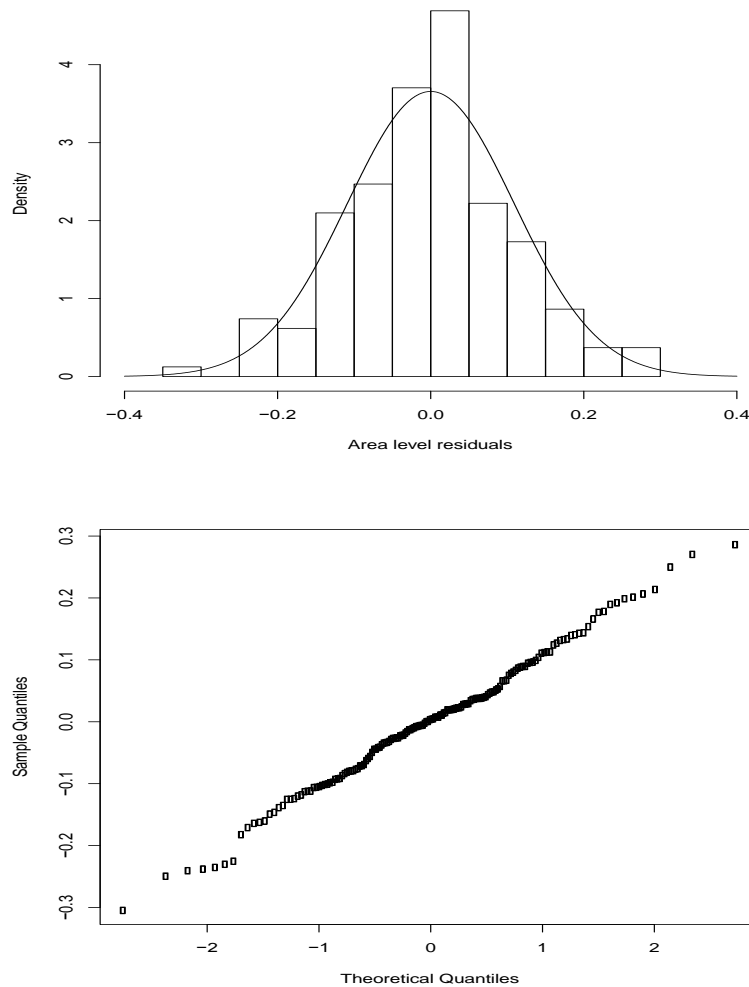 4
3
Density
2
1
0
−0.4 −0.2 0.0 0.2 0.4
Area level residuals
0.3
0.2
0.1
Sample Quantiles
0.0
−0.1
−0.2
−0.3
−2 −1 0 1 2
Theoretical Quantiles